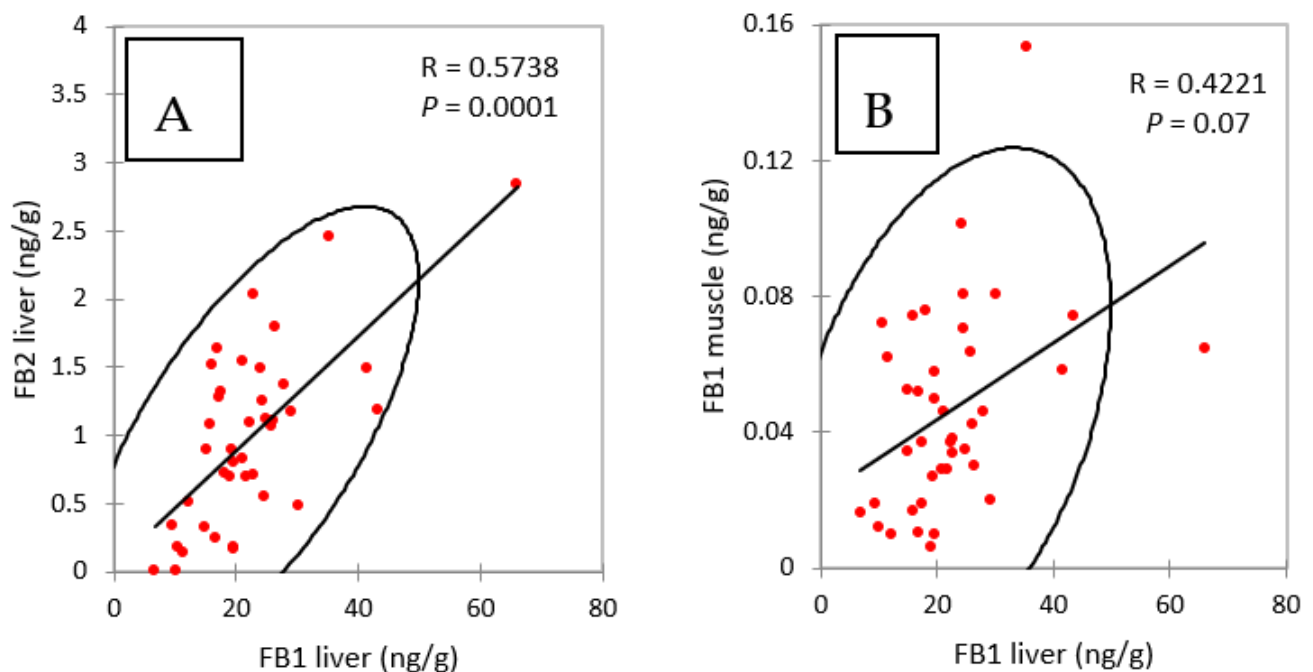 A
R = 0.5738
P = 0.0001
FB2 liver (ng/g)
4
3.5
3
2.5
2
1.5
1
0.5
0
0 20 40 60 80
FB1 liver (ng/g)
B
R = 0.4221
P = 0.07
FB1 muscle (ng/g)
0.16
0.12
0.08
0.04
0
0 20 40 60 80
FB1 liver (ng/g)